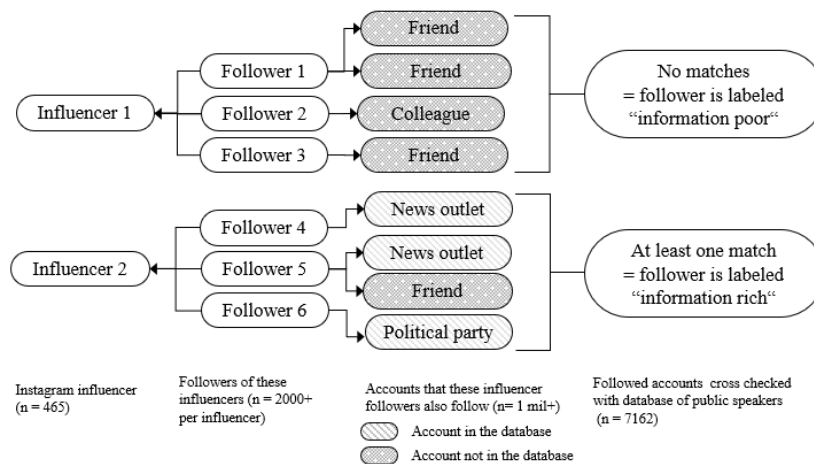 Friend
Follower 1
Friend
Influencer 1
Follower 2
Colleague
Follower 3
Friend
No matches
= follower is labeled
“information poor“
Follower 4
News outlet
Influencer 2
Follower 5
News outlet
Friend
Follower 6
Political party
At least one match
= follower is labeled
“information rich“
Instagram influencer
(n = 465)
Followers of these
influencers (n = 2000+
per influencer)
Accounts that these influencer
followers also follow (n= 1 mil+)
Account in the database
Account not in the database
Followed accounts cross checked
with database of public speakers
(n = 7162)